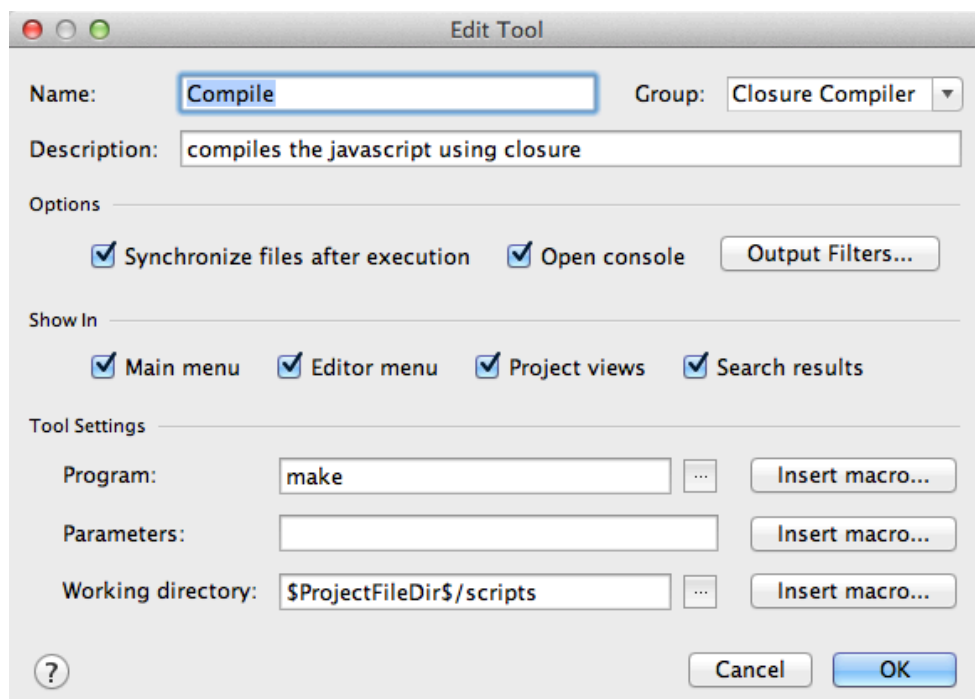 Edit Tool
Name: Compile Group: Closure Compiler
Description: compiles the javascript using closure
Options
Synchronize files after execution Open console Output Filters...
Show In
Main menu Editor menu Project views Search results
Tool Settings
Program: make ... Insert macro...
Parameters: Insert macro...
Working directory: $ProjectFileDir$/scripts ... Insert macro...
? Cancel OK